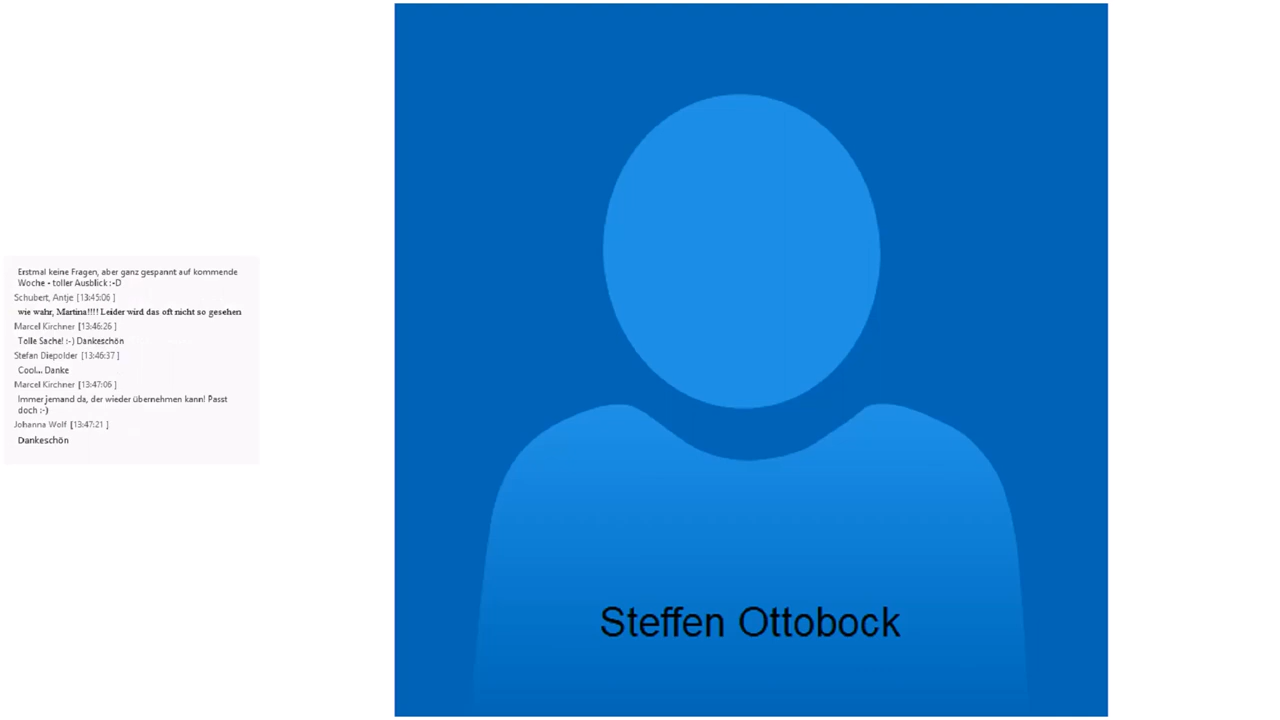 Erstmal keine Fragen, aber ganz gespannt auf kommende
Woche - toller Ausblick :-D
Schubert, Antje [13:45:06 ]
wie wahr, Martina!!!! Leider wird das oft nicht so gesehen
Marcel Kirchner [13:46:26 ]
Tolle Sache! :-) Dankeschön
Stefan Diepolder [13:46:37 ]
Cool... Danke
Marcel Kirchner [13:47:06 ]
Immer jemand da, der wieder übernehmen kann! Passt
doch :-)
Johanna Wolf [13:47:21 ]
Dankeschön
Steffen Ottobock